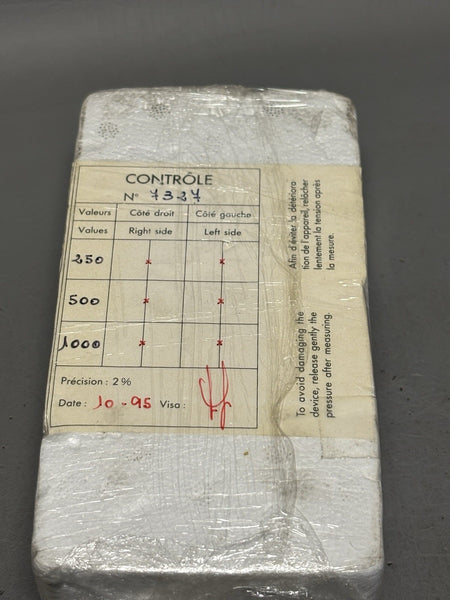 CONTRÔLE
N° 7327
Valeurs Côté droit Côté gauche
Values Right side Left side
250 x x
500 x x
1000 x x
Précision : 2 %
Date : 10 - 95 Visa :
Afin d'éviter la détériora-
tion de l'appareil, relâcher
lentement la tension après
la mesure.
To avoid damaging the
device, release gently the
pressure after measuring.